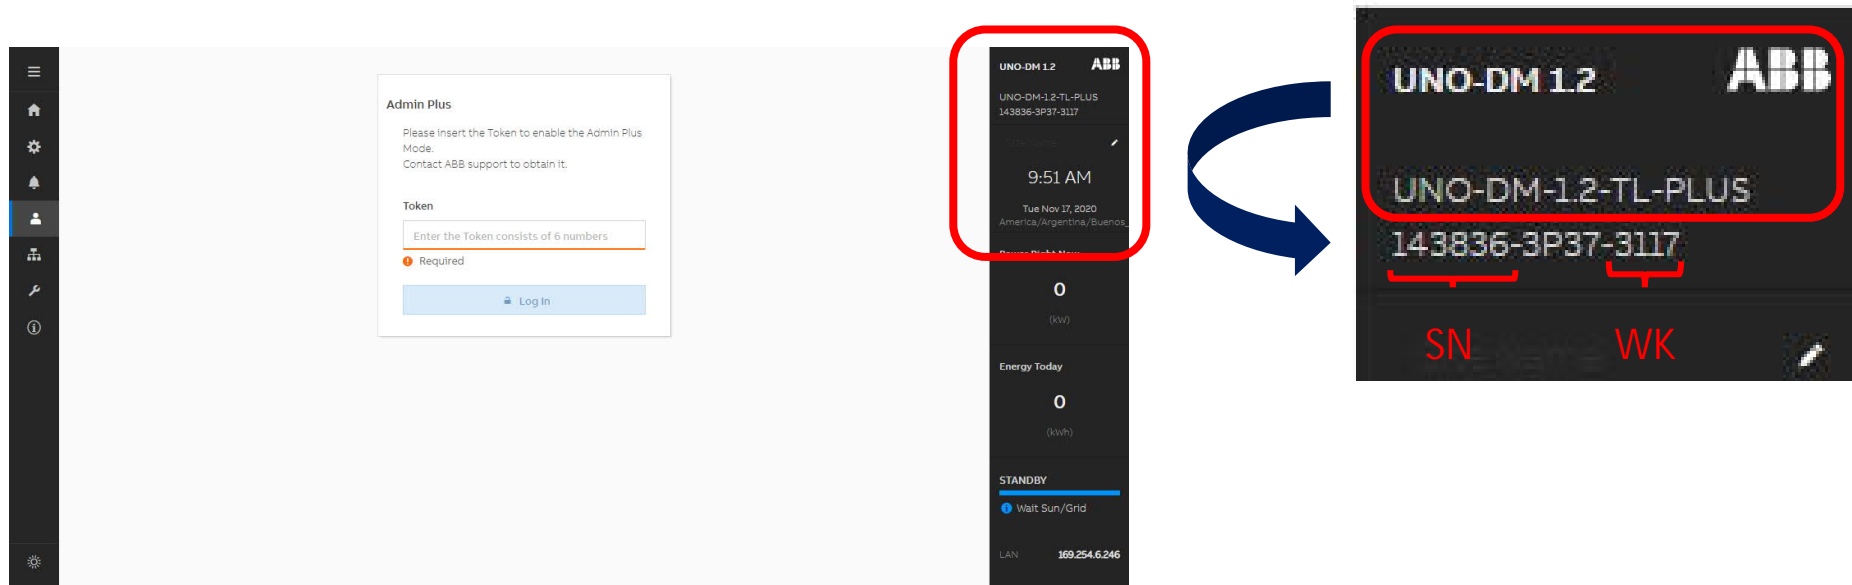 Admin Plus
Please insert the Token to enable the Admin Plus
Mode.
Contact ABB support to obtain it.
Token
Enter the Token consists of 6 numbers
Required
Log In
UNO-DM 1.2 ABB
UNO-DM-1.2-TL-PLUS
143836-3P37-3117
9:51 AM
Tue Nov 17, 2020
America/Argentina/Buenos_
Power Right Now
0
(kW)
Energy Today
0
(kWh)
STANDBY
Wait Sun/Grid
LAN 169.254.6.246
UNO-DM 1.2 ABB
UNO-DM-1.2-TL-PLUS
143836-3P37-3117
SN WK